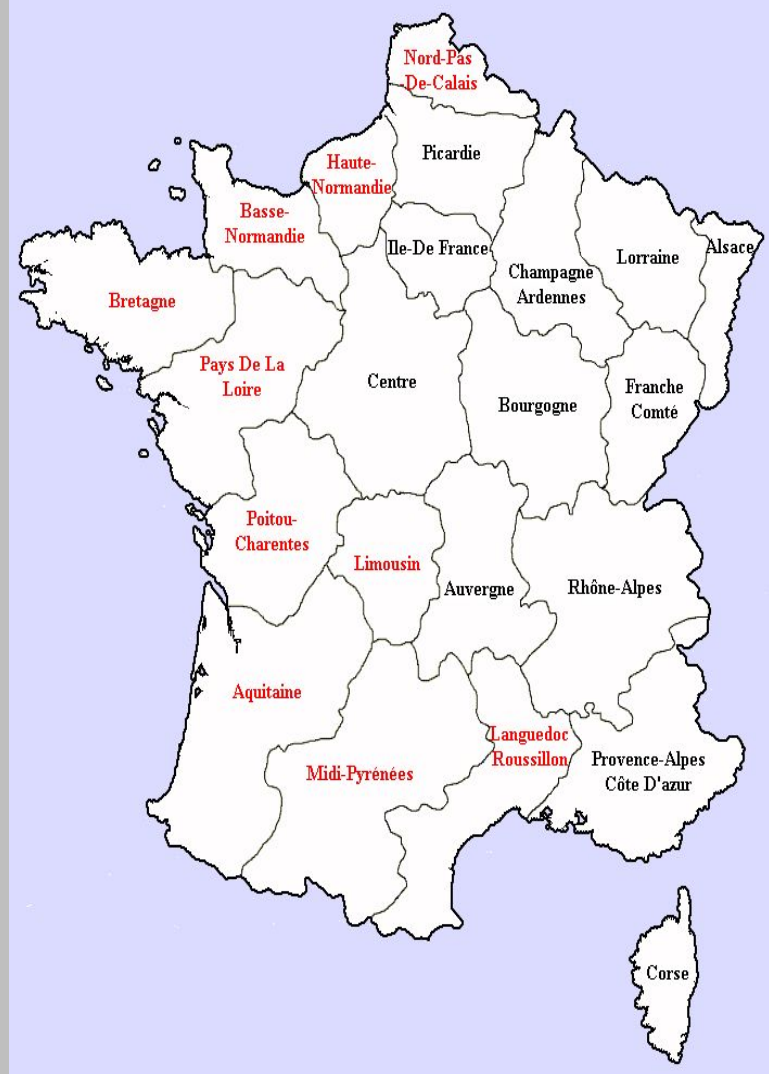 Nord-Pas
-De-Calais
Picardie
Haute-
Normandie
Basse-
Normandie
Ile-De France
Champagne
Ardennes
Lorraine
Alsace
Bretagne
Pays De La
Loire
Centre
Bourgogne
Franche
Comté
Poitou-
Charentes
Limousin
Auvergne
Rhône-Alpes
Aquitaine
Midi-Pyrénées
Languedoc
Roussillon
Provence-Alpes
Côte D'azur
Corse